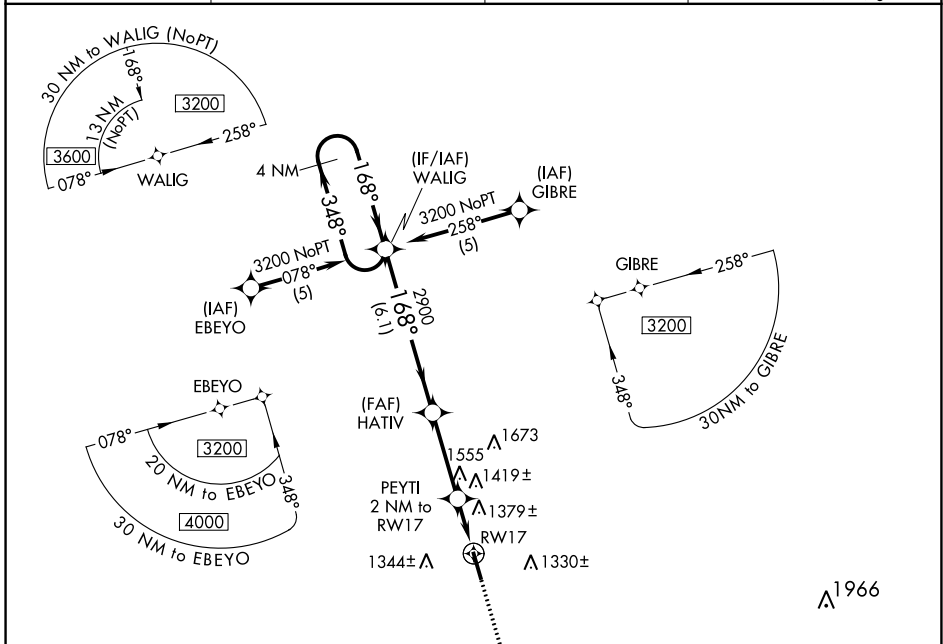 30 NM to WALIG (NoPT)
168°
13 NM
(NoPT)
3200
3600
258°
078°
WALIG
4 NM
168°
348°
(IF/IAF)
WALIG
(IAF)
GIBRE
3200 NoPT
258°
(5)
3200 NoPT
078°
(5)
(IAF)
EBEYO
2900
168°
(6.1)
GIBRE
258°
3200
348°
30NM to GIBRE
EBEYO
078°
3200
348°
20 NM to EBEYO
4000
30 NM to EBEYO
(FAF)
HATIV
1673
1555
1419±
PEYTI
2 NM to
RW17
1379±
RW17
1344±
1330±
1966